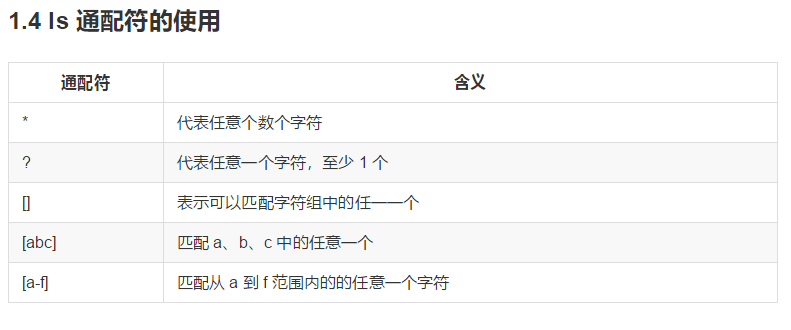 1.4 ls 通配符的使用
通配符 含义
* 代表任意个数个字符
? 代表任意一个字符，至少 1 个
[] 表示可以匹配字符组中的任一一个
[abc] 匹配 a、b、c 中的任意一个
[a-f] 匹配从 a 到 f 范围内的的任意一个字符